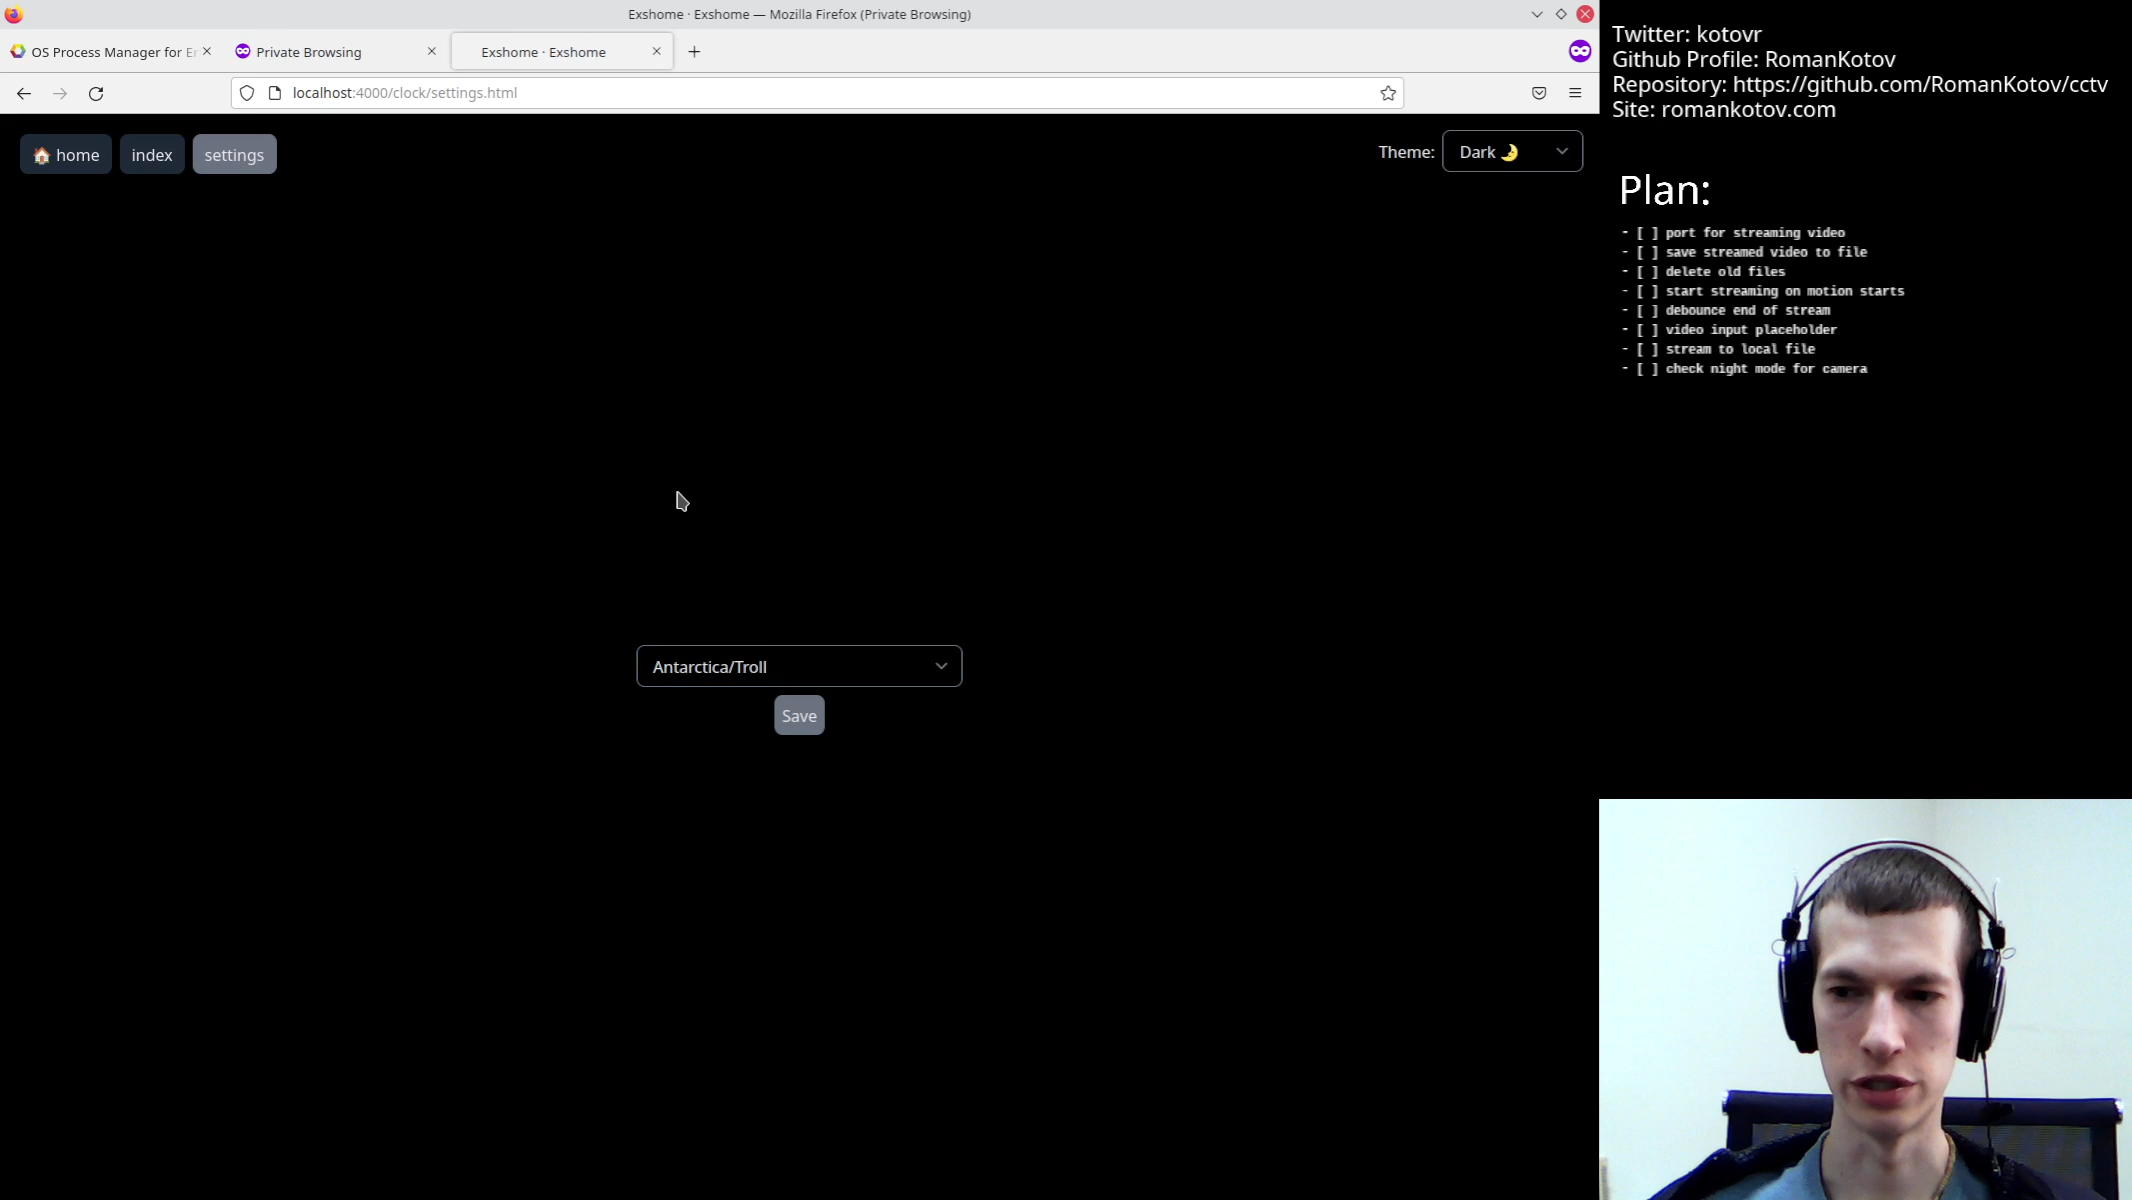 Exshome · Exshome — Mozilla Firefox (Private Browsing)
OS Process Manager for Er
Private Browsing
Exshome · Exshome
localhost:4000/clock/settings.html
🏠 home
index
settings
Theme:
Dark 🌛
Antarctica/Troll
Save
Twitter: kotovr
Github Profile: RomanKotov
Repository: https://github.com/RomanKotov/cctv
Site: romankotov.com
Plan:
- [ ] port for streaming video
- [ ] save streamed video to file
- [ ] delete old files
- [ ] start streaming on motion starts
- [ ] debounce end of stream
- [ ] video input placeholder
- [ ] stream to local file
- [ ] check night mode for camera